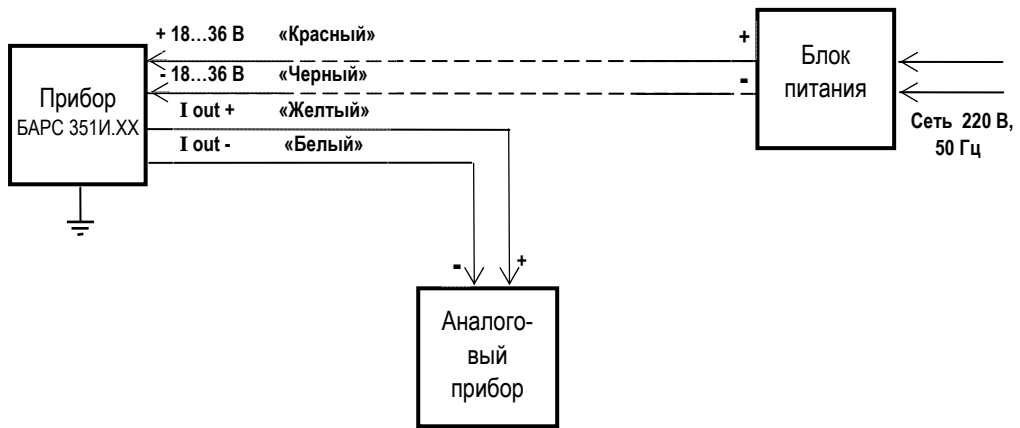 + 18…36 В «Красный»
- 18…36 В «Черный»
I out + «Желтый»
I out - «Белый»
Прибор
БАРС 351И.ХХ
+
-
Блок
питания
Сеть 220 В,
50 Гц
-
+
Аналого-
вый
прибор